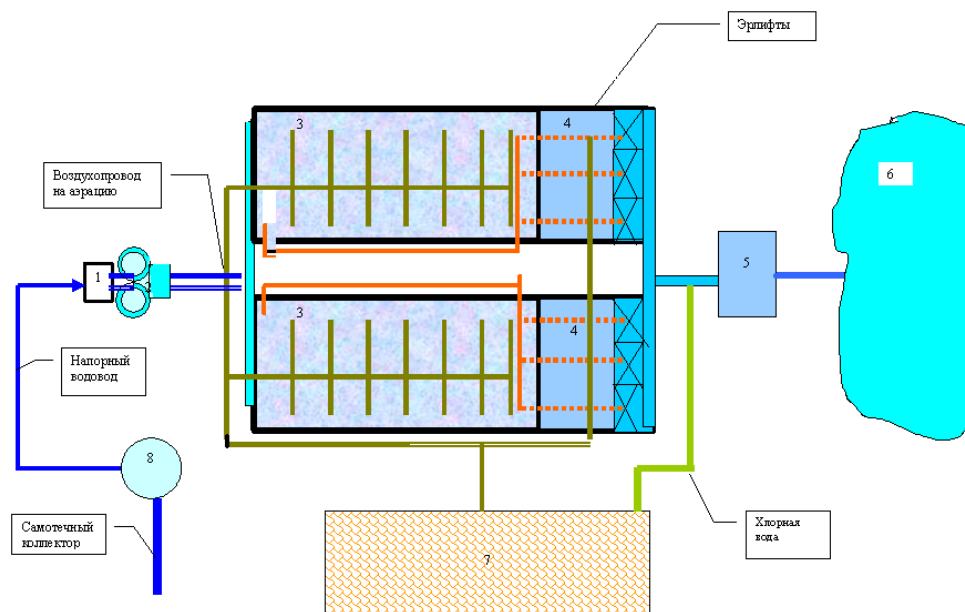 Эрлифты
3
4
Воздухопровод
на аэрацию
6
1
2
5
3
4
Напорный
водовод
8
Самотечный
коллектор
Хлорная
вода
7